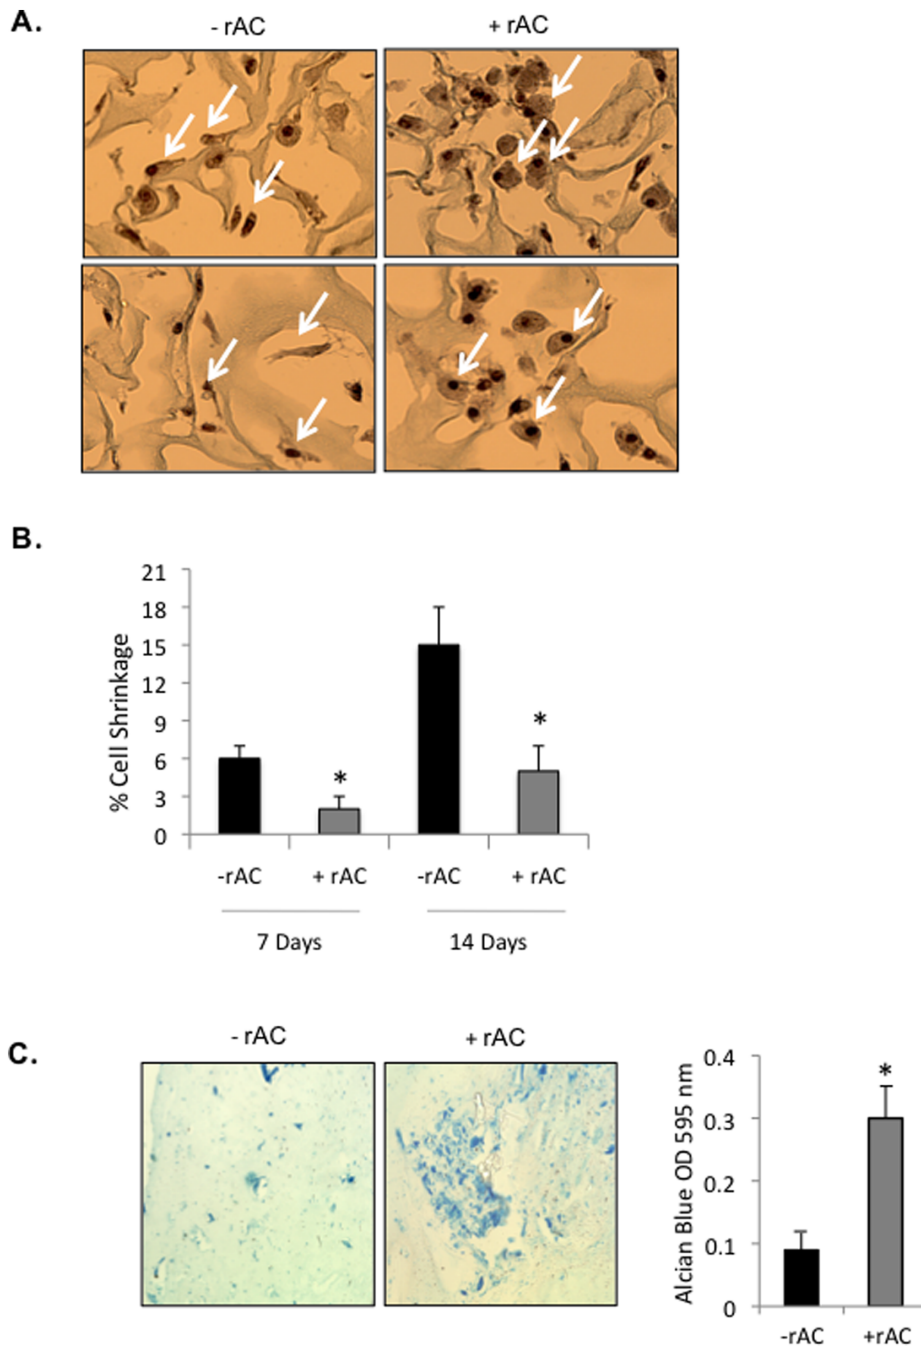 A.
- rAC
+ rAC
B.
% Cell Shrinkage
21
18
15
12
9
6
3
0
*
*
-rAC
+ rAC
-rAC
+ rAC
7 Days
14 Days
C.
- rAC
+ rAC
Alcian Blue OD 595 nm
0.4
0.3
0.2
0.1
0
*
-rAC
+rAC